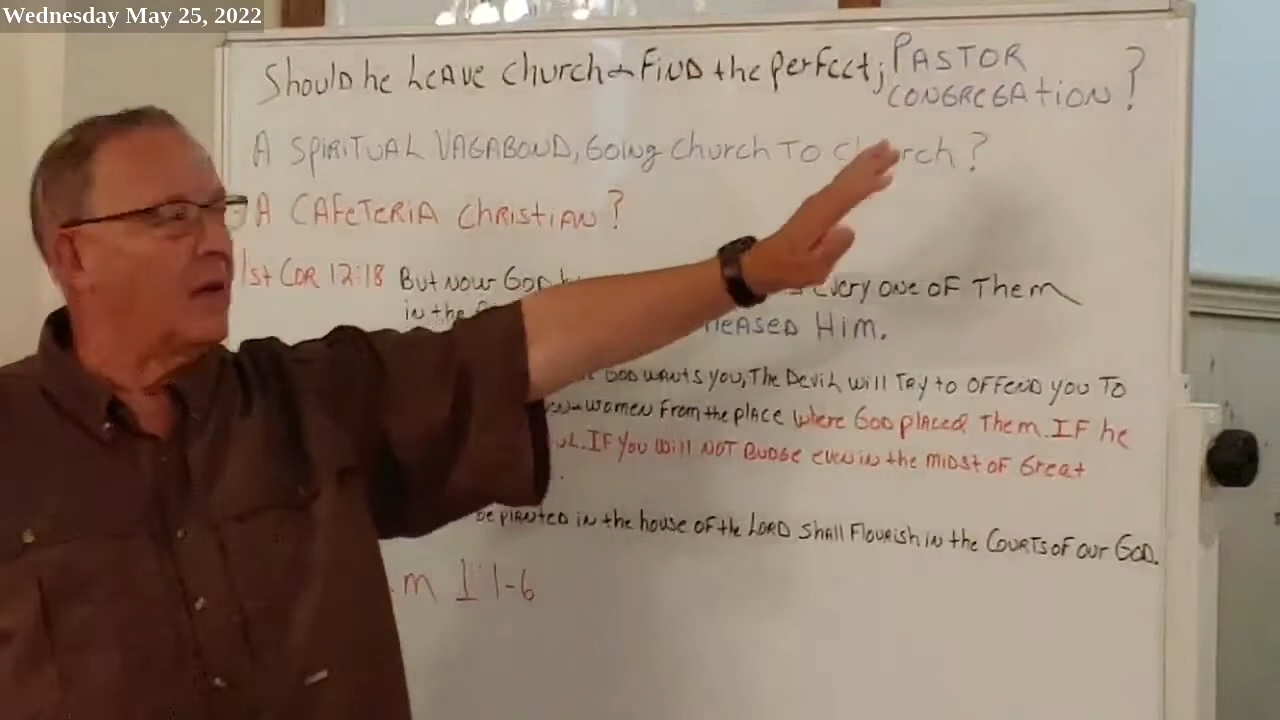 Wednesday May 25, 2022
Should he Leave church & Find the perfect; PASTOR
CONGREGATION ?
A SPIRITUAL VAGABOND, Going Church To Church ?
A CAFETERIA Christian ?
1st Cor 12:18 But now God every one of Them
in the Him.
God wants you, The Devil will Try to OFFEND you TO
women From the place where God placed Them. IF he
IF You Will NOT Budge even in the midst of Great
be planted in the house of the LORD Shall Flourish in the Courts of our God.
1:1-6